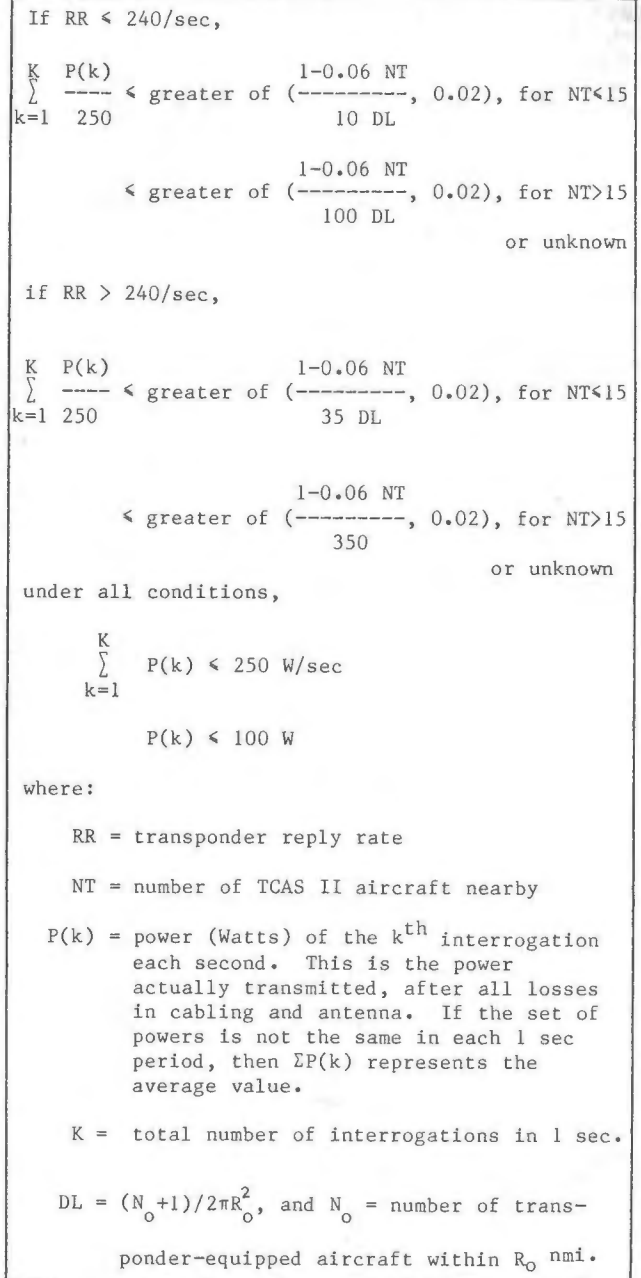 If RR ≤ 240/sec,
K P(k) 1-0.06 NT
∑ ---- ≤ greater of (---------, 0.02), for NT≤15
k=1 250 10 DL
1-0.06 NT
≤ greater of (---------, 0.02), for NT>15
100 DL
or unknown
if RR > 240/sec,
K P(k) 1-0.06 NT
∑ ---- ≤ greater of (---------, 0.02), for NT≤15
k=1 250 35 DL
1-0.06 NT
≤ greater of (---------, 0.02), for NT>15
350
or unknown
under all conditions,
K
∑ P(k) ≤ 250 W/sec
k=1
P(k) ≤ 100 W
where:
RR = transponder reply rate
NT = number of TCAS II aircraft nearby
P(k) = power (Watts) of the kth interrogation
each second. This is the power
actually transmitted, after all losses
in cabling and antenna. If the set of
powers is not the same in each 1 sec
period, then ΣP(k) represents the
average value.
K = total number of interrogations in 1 sec.
DL = (No+1)/2πRo², and No = number of trans-
ponder-equipped aircraft within Ro nmi.